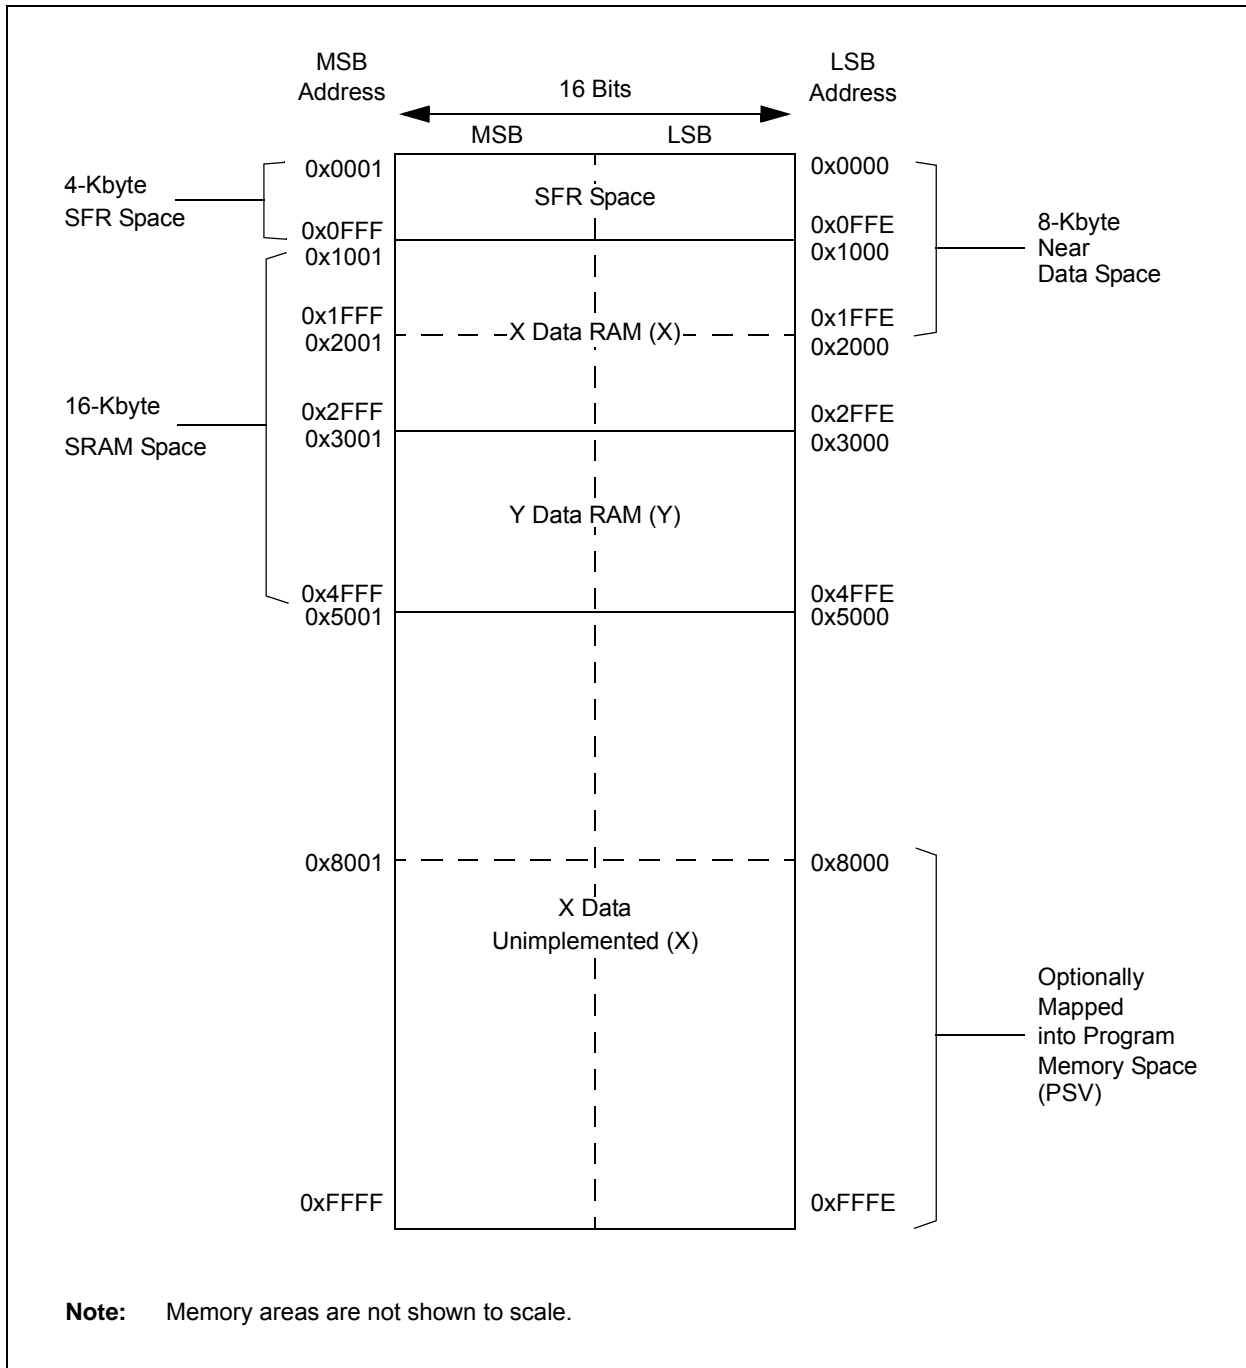 MSB
Address
LSB
Address
16 Bits
MSB
LSB
4-Kbyte
SFR Space
0x0001
0x0FFF
0x1001
SFR Space
0x0000
0x0FFE
0x1000
8-Kbyte
Near
Data Space
0x1FFF
0x2001
X Data RAM (X)
0x1FFE
0x2000
16-Kbyte
SRAM Space
0x2FFF
0x3001
0x2FFE
0x3000
Y Data RAM (Y)
0x4FFF
0x5001
0x4FFE
0x5000
0x8001
0x8000
X Data
Unimplemented (X)
Optionally
Mapped
into Program
Memory Space
(PSV)
0xFFFF
0xFFFE
Note: Memory areas are not shown to scale.